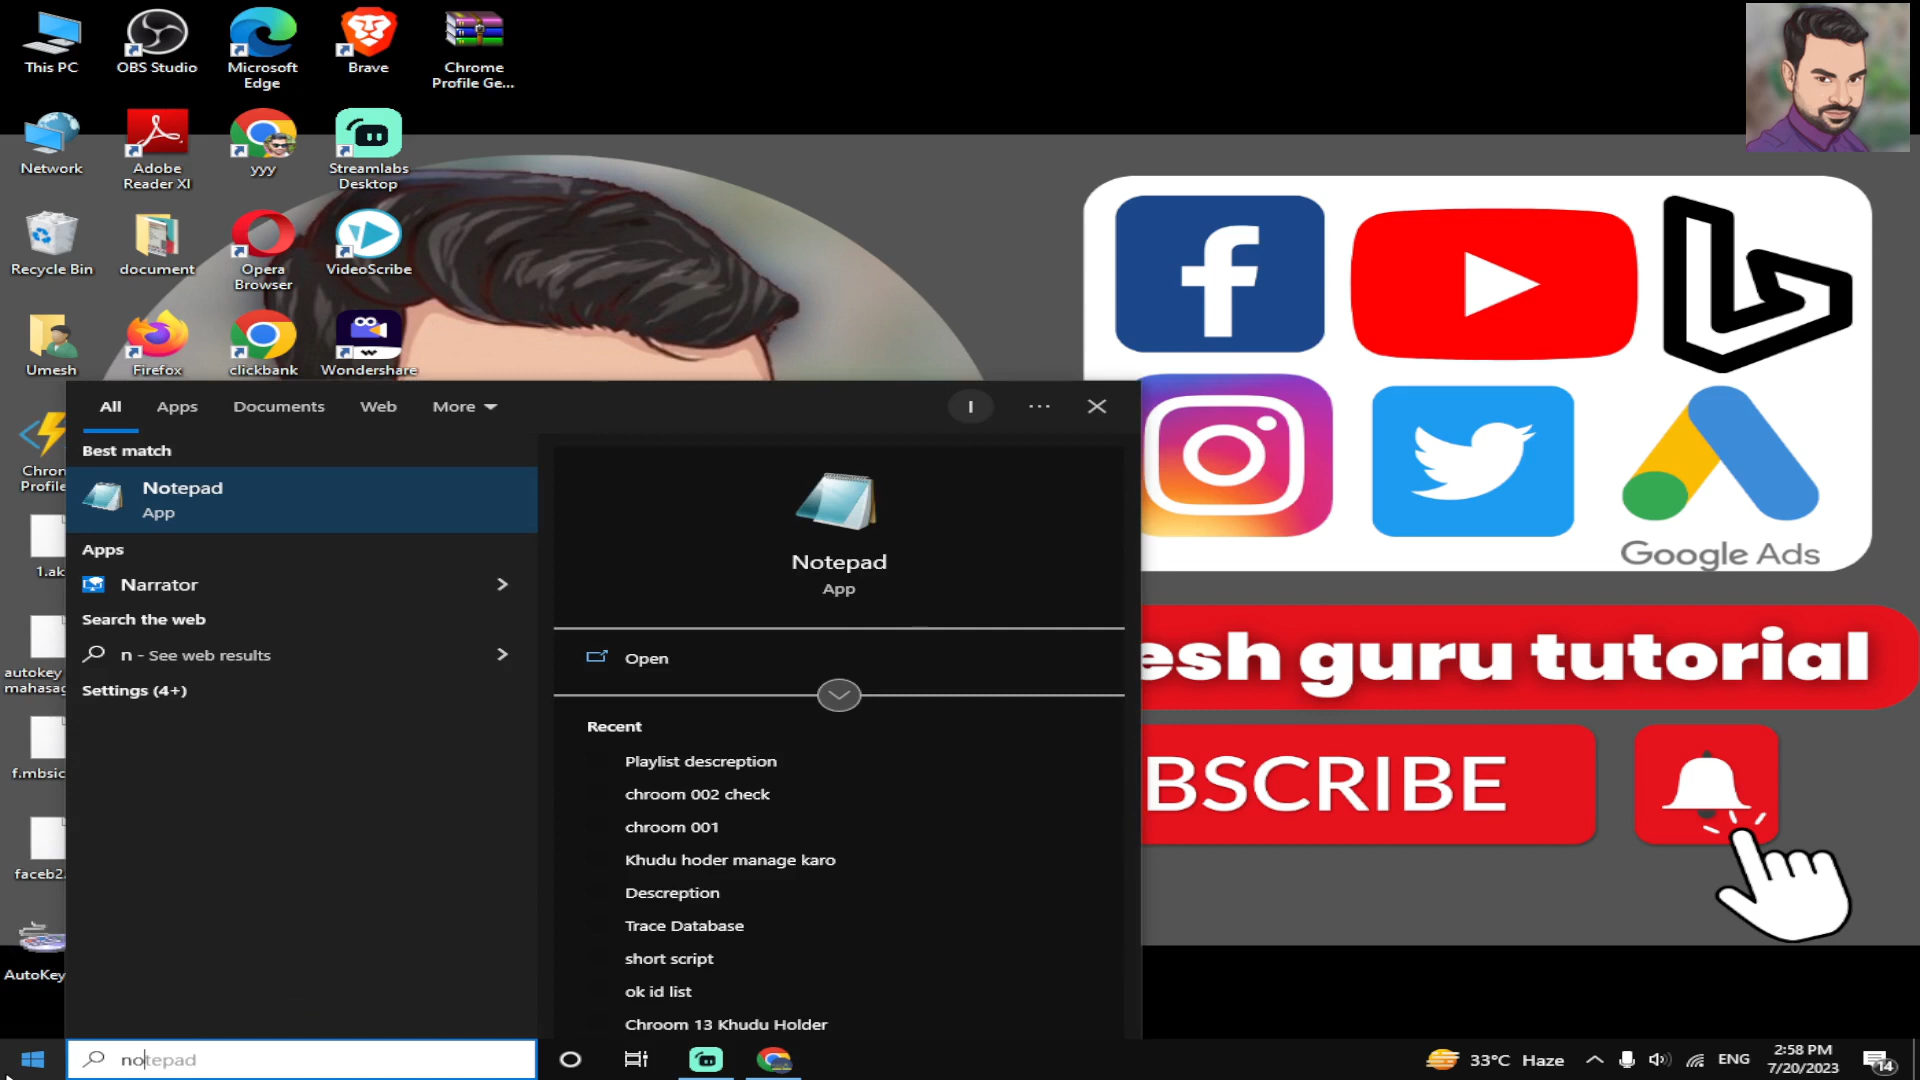 This PC
OBS Studio
Microsoft
Edge
Brave
Chrome
Profile Ge...
Network
Adobe
Reader XI
yyy
Streamlabs
Desktop
Recycle Bin
document
Opera
Browser
VideoScribe
Umesh
Firefox
clickbank
Wondershare
Chron
Profile
1.ak
autokey
mahasag
f.mbsic
faceb2.
AutoKey
All
Apps
Documents
Web
More
I
Best match
Notepad
App
Apps
Narrator
Search the web
n - See web results
Settings (4+)
Notepad
App
Open
Recent
Playlist descreption
chroom 002 check
chroom 001
Khudu hoder manage karo
Descreption
Trace Database
short script
ok id list
Chroom 13 Khudu Holder
Google Ads
esh guru tutorial
BSCRIBE
notepad
33°C Haze
ENG
2:58 PM
7/20/2023
14